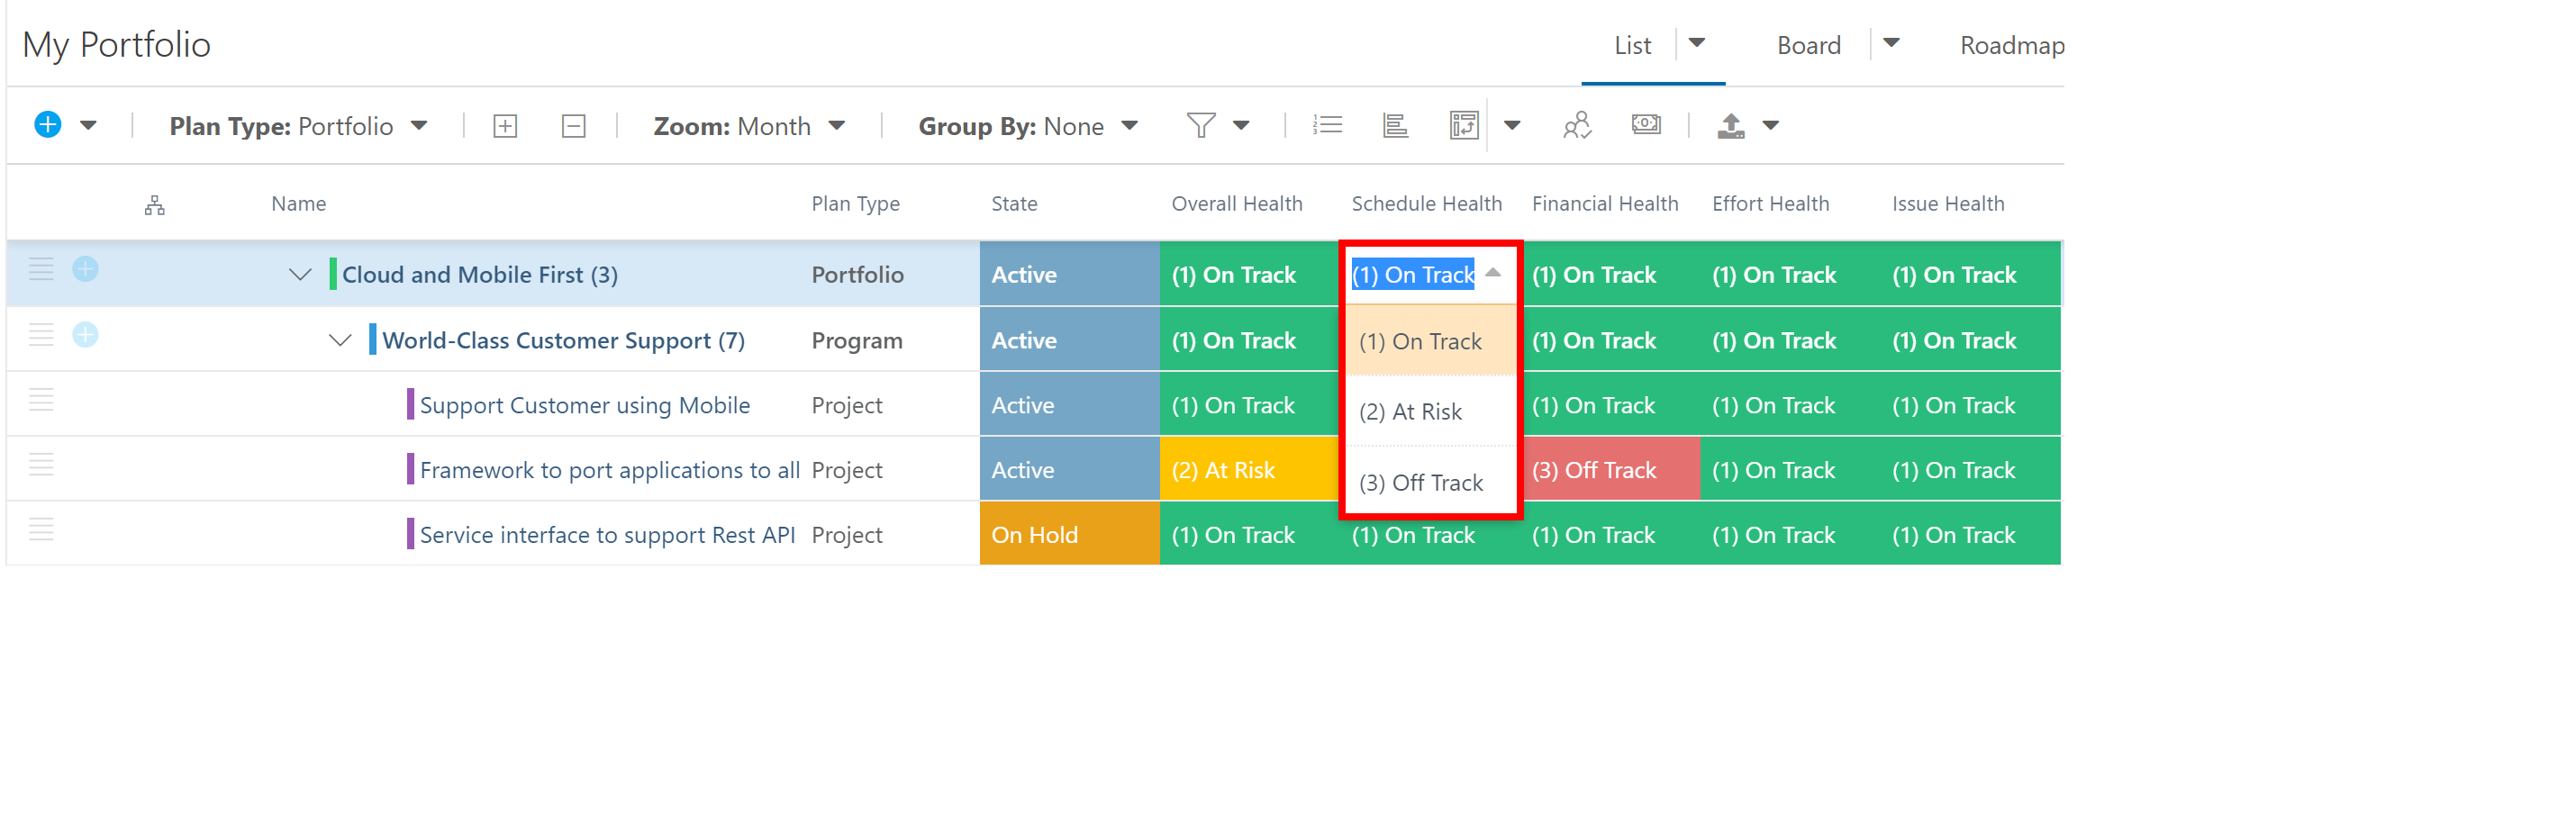 My Portfolio
List Board Roadmap
Plan Type: Portfolio Zoom: Month Group By: None
Name Plan Type State Overall Health Schedule Health Financial Health Effort Health Issue Health
Cloud and Mobile First (3) Portfolio Active (1) On Track (1) On Track (1) On Track (1) On Track (1) On Track
World-Class Customer Support (7) Program Active (1) On Track (1) On Track (1) On Track (1) On Track (1) On Track
Support Customer using Mobile Project Active (1) On Track (2) At Risk (1) On Track (1) On Track (1) On Track
Framework to port applications to all Project Active (2) At Risk (3) Off Track (3) Off Track (1) On Track (1) On Track
Service interface to support Rest API Project On Hold (1) On Track (1) On Track (1) On Track (1) On Track (1) On Track